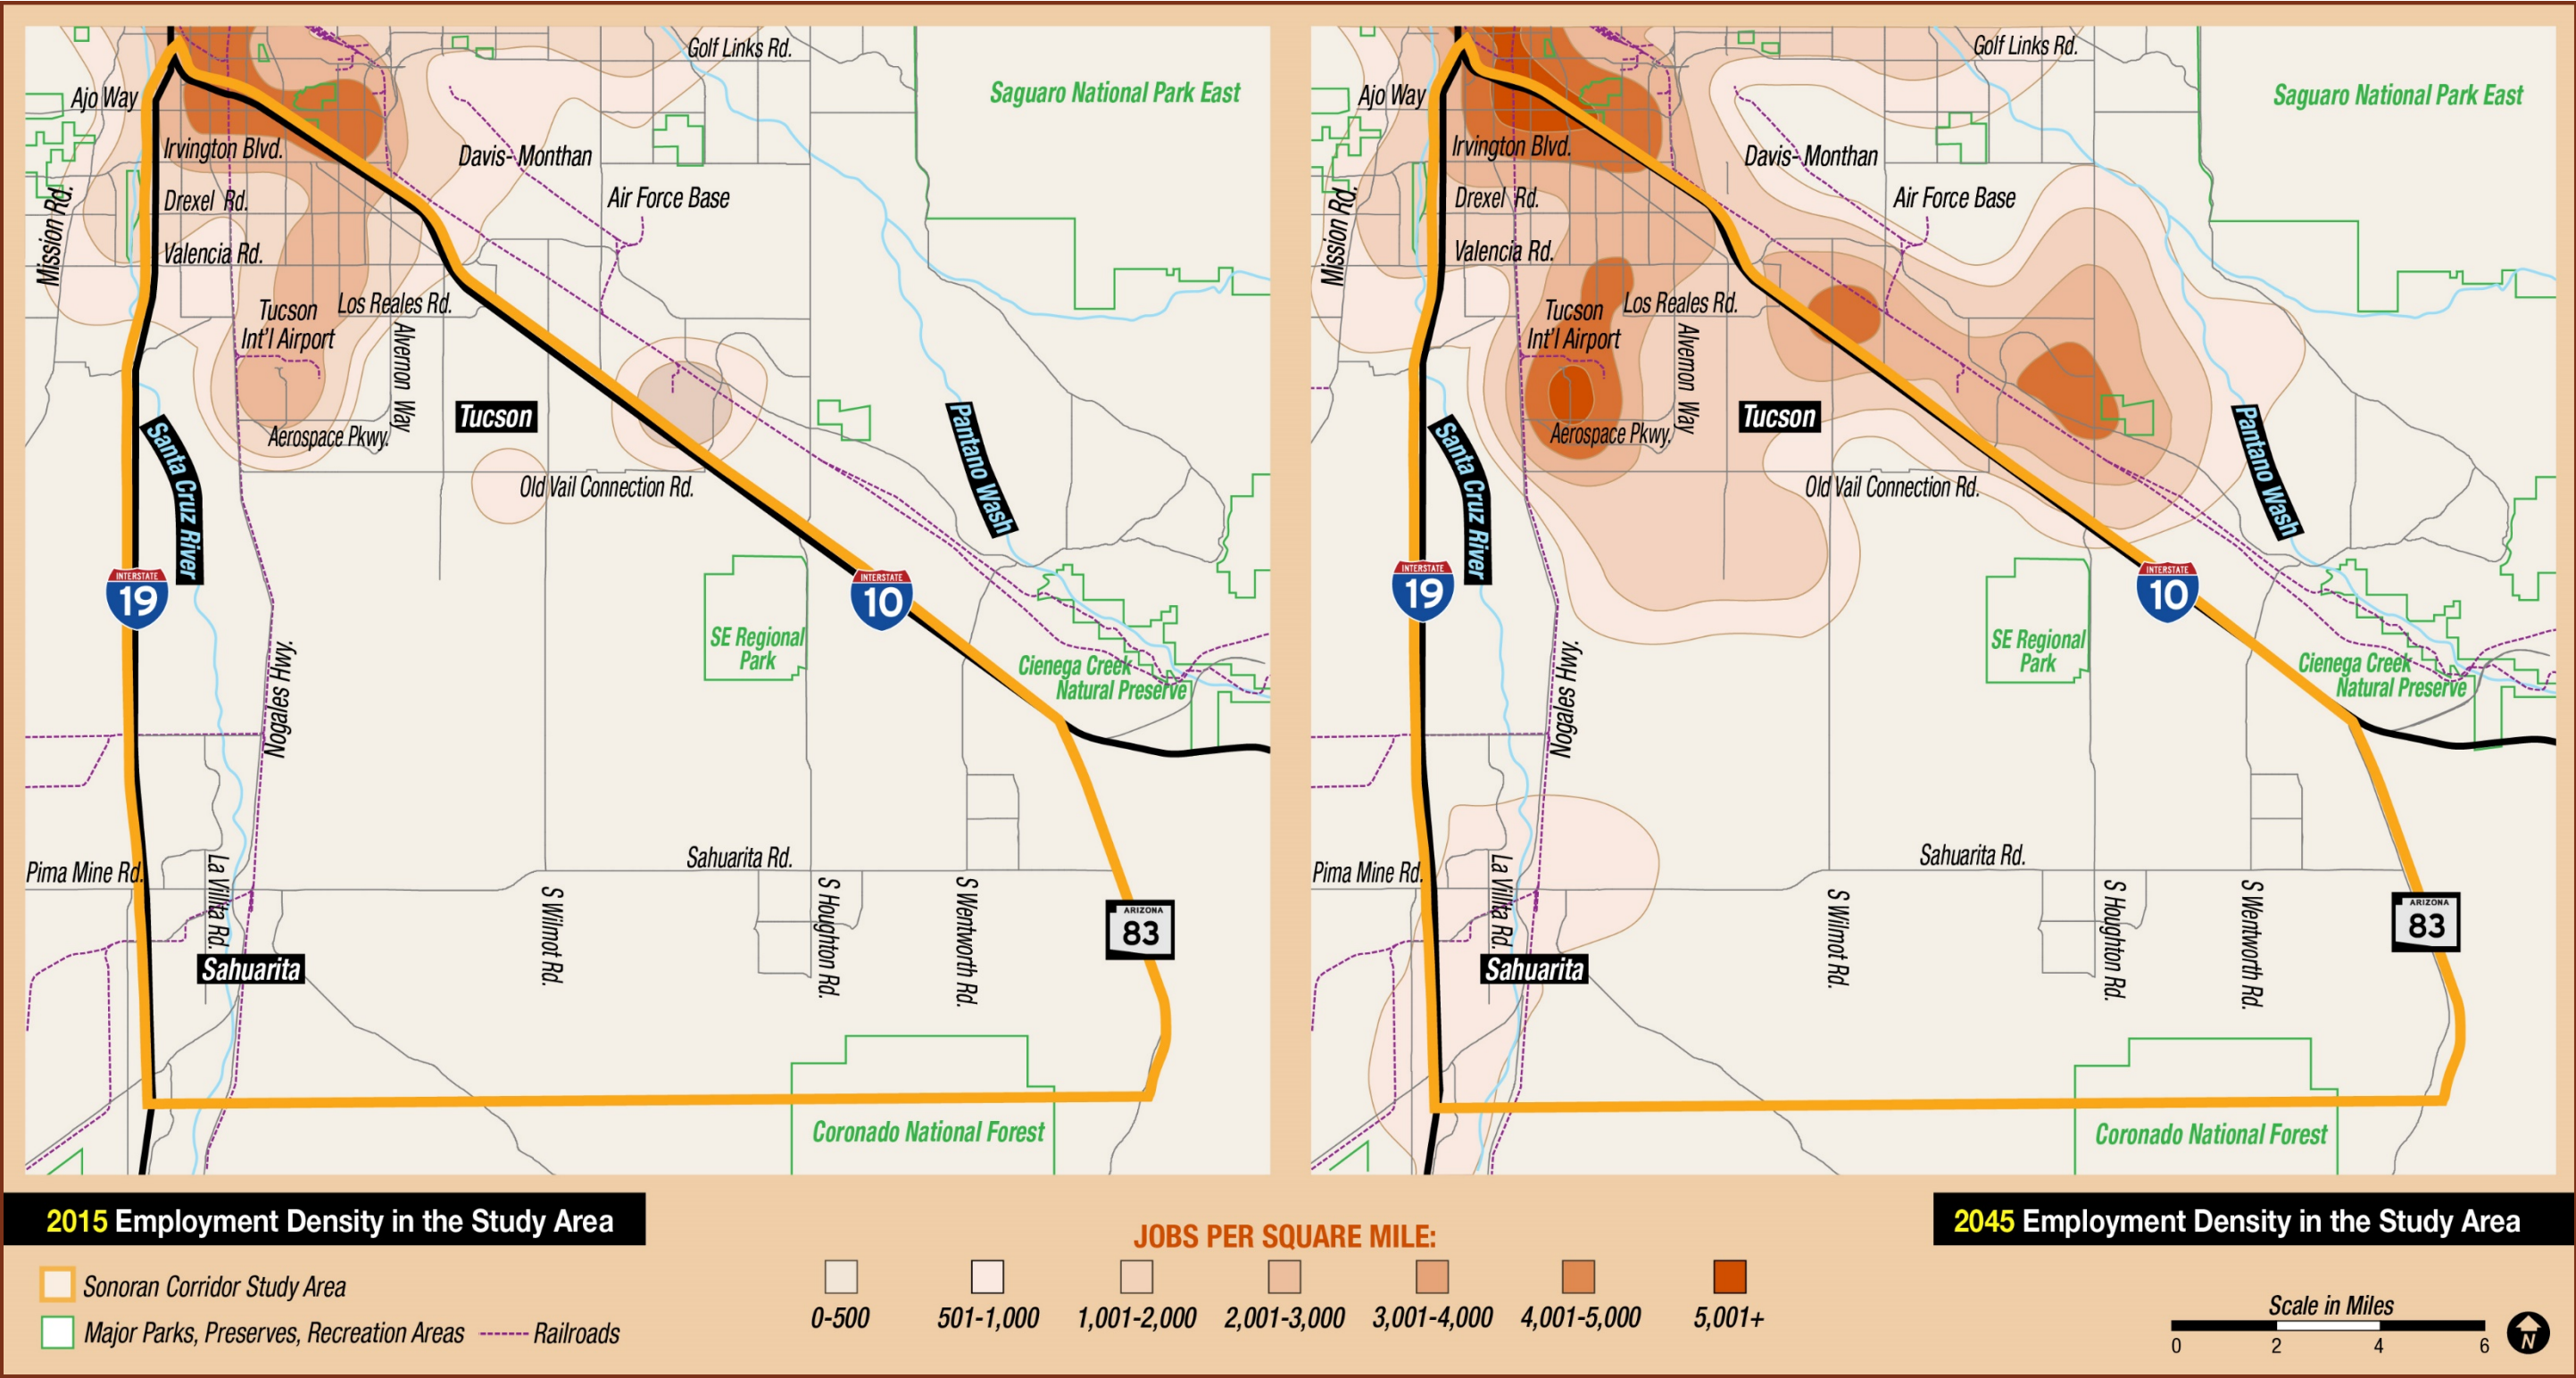 Golf Links Rd.
Saguaro National Park East
Ajo Way
Irvington Blvd.
Davis-Monthan
Air Force Base
Mission Rd.
Drexel Rd.
Valencia Rd.
Tucson
Int'l Airport
Los Reales Rd.
Alvernon Way
Tucson
Aerospace Pkwy.
Santa Cruz River
Old Vail Connection Rd.
Pantano Wash
INTERSTATE
19
INTERSTATE
10
SE Regional
Park
Cienega Creek
Natural Preserve
Nogales Hwy.
Pima Mine Rd.
La Villita Rd.
Sahuarita Rd.
S Wilmot Rd.
S Houghton Rd.
S Wentworth Rd.
ARIZONA
83
Sahuarita
Coronado National Forest
Golf Links Rd.
Saguaro National Park East
Ajo Way
Irvington Blvd.
Davis-Monthan
Air Force Base
Mission Rd.
Drexel Rd.
Valencia Rd.
Tucson
Int'l Airport
Los Reales Rd.
Alvernon Way
Tucson
Aerospace Pkwy.
Santa Cruz River
Old Vail Connection Rd.
Pantano Wash
INTERSTATE
19
INTERSTATE
10
SE Regional
Park
Cienega Creek
Natural Preserve
Nogales Hwy.
Pima Mine Rd.
La Villita Rd.
Sahuarita Rd.
S Wilmot Rd.
S Houghton Rd.
S Wentworth Rd.
ARIZONA
83
Sahuarita
Coronado National Forest
2015 Employment Density in the Study Area
Sonoran Corridor Study Area
Major Parks, Preserves, Recreation Areas
Railroads
JOBS PER SQUARE MILE:
0-500
501-1,000
1,001-2,000
2,001-3,000
3,001-4,000
4,001-5,000
5,001+
2045 Employment Density in the Study Area
Scale in Miles
0 2 4 6
N